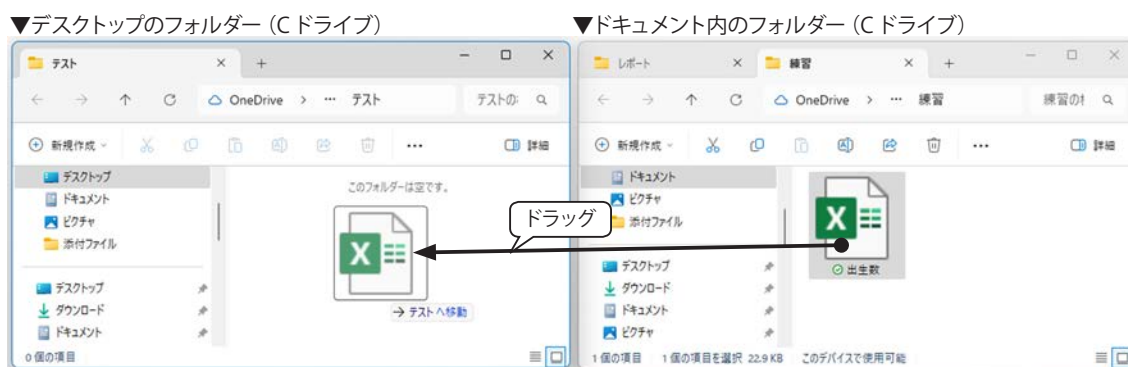 ▼デスクトップのフォルダー（C ドライブ）
テスト
OneDrive > … テスト
テストの
新規作成
詳細
デスクトップ
ドキュメント
ピクチャ
添付ファイル
デスクトップ
ダウンロード
ドキュメント
このフォルダーは空です。
→ テストへ移動
0 個の項目
ドラッグ
▼ドキュメント内のフォルダー（C ドライブ）
レポート
練習
OneDrive > … 練習
練習の
新規作成
詳細
ドキュメント
ピクチャ
添付ファイル
デスクトップ
ダウンロード
ドキュメント
ピクチャ
出生数
1 個の項目 1 個の項目を選択 22.9 KB このデバイスで使用可能